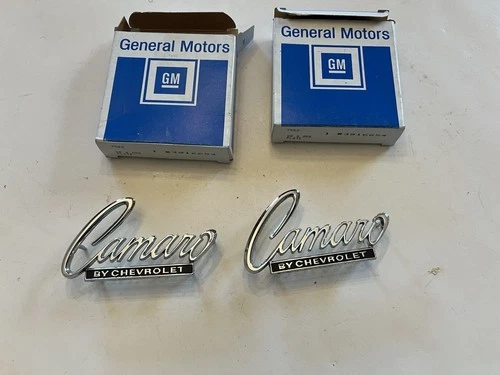 General Motors
GM
General Motors
GM
Camaro
BY CHEVROLET
Camaro
BY CHEVROLET